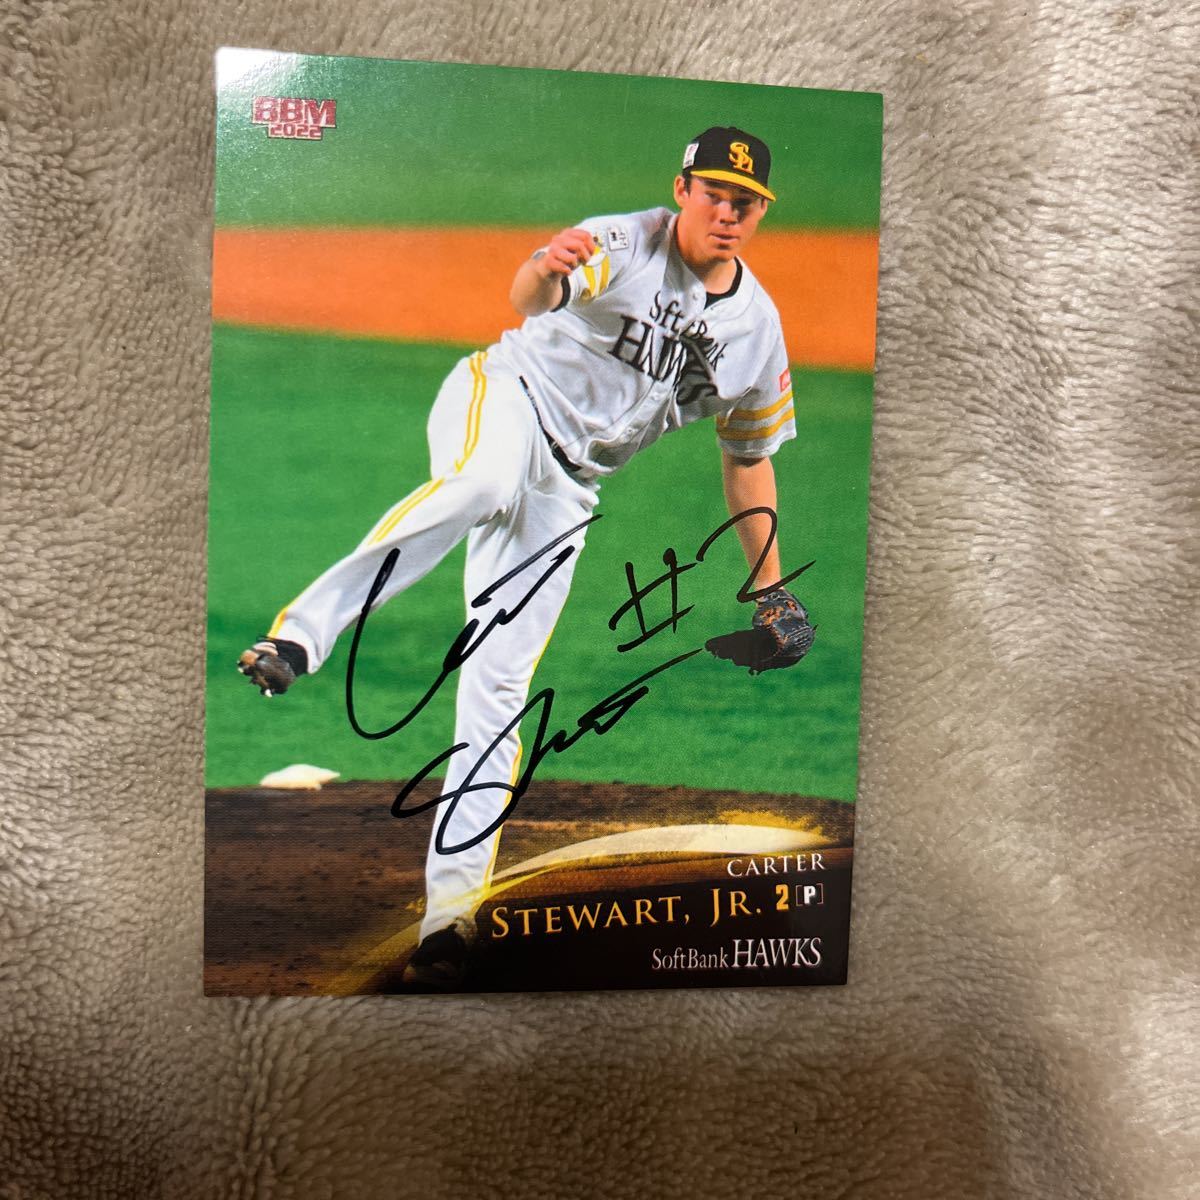 BBM
2022
SH
SoftBank
HAWKS
#2
CARTER
STEWART, JR. 2 [P]
SoftBank HAWKS